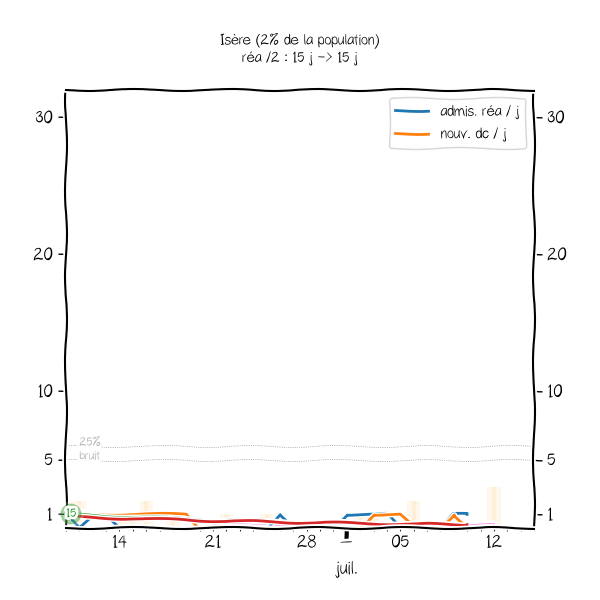 Isère (2% de la population)
réa /2 : 15 j -> 15 j
admis. réa / j
nouv. dc / j
30 30
20 20
10 10
25%
bruit
5 5
15
1 1
14 21 28 1 05 12
juil.